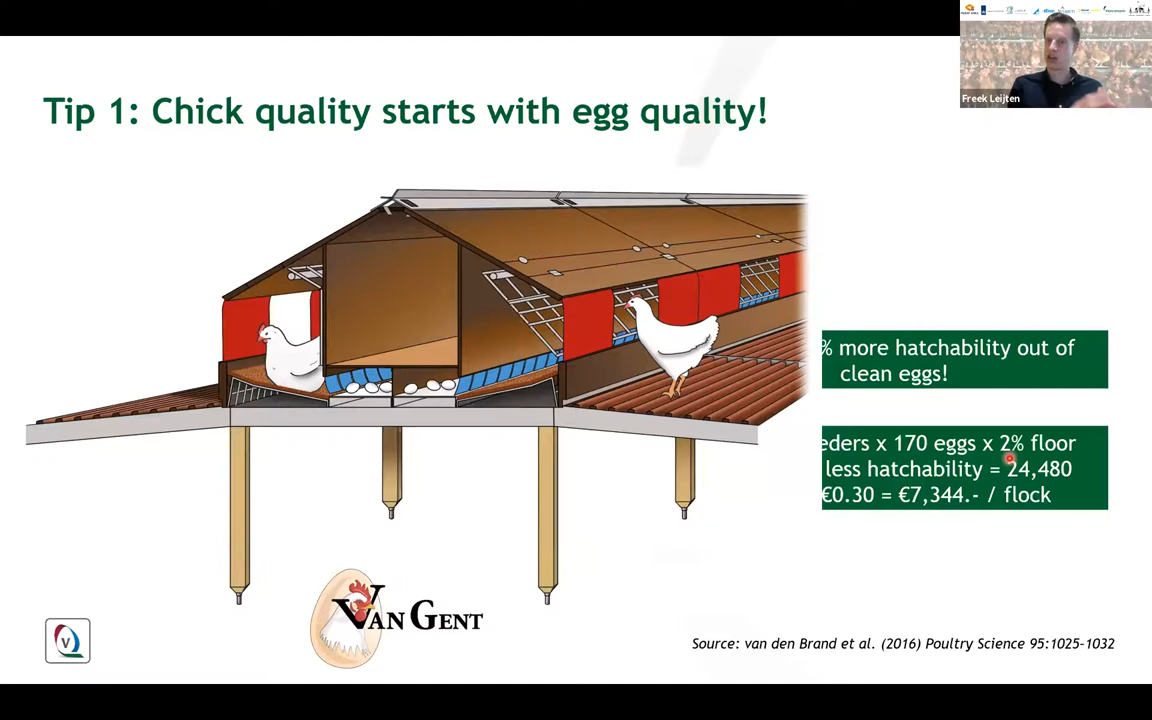 Freek Leijten
Tip 1: Chick quality starts with egg quality!
% more hatchability out of
clean eggs!
eders x 170 eggs x 2% floor
less hatchability = 24,480
€0.30 = €7,344.- / flock
VAN GENT
V
Source: van den Brand et al. (2016) Poultry Science 95:1025-1032